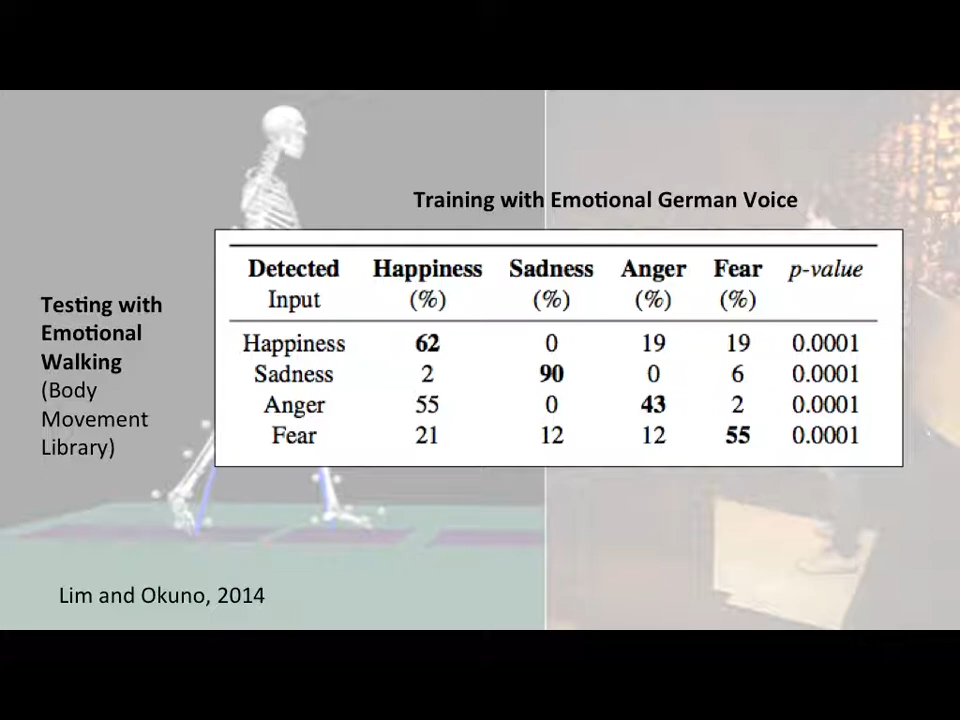 Training with Emotional German Voice
Testing with
Emotional
Walking
(Body
Movement
Library)
Detected Happiness Sadness Anger Fear p-value
Input (%) (%) (%) (%)
Happiness 62 0 19 19 0.0001
Sadness 2 90 0 6 0.0001
Anger 55 0 43 2 0.0001
Fear 21 12 12 55 0.0001
Lim and Okuno, 2014